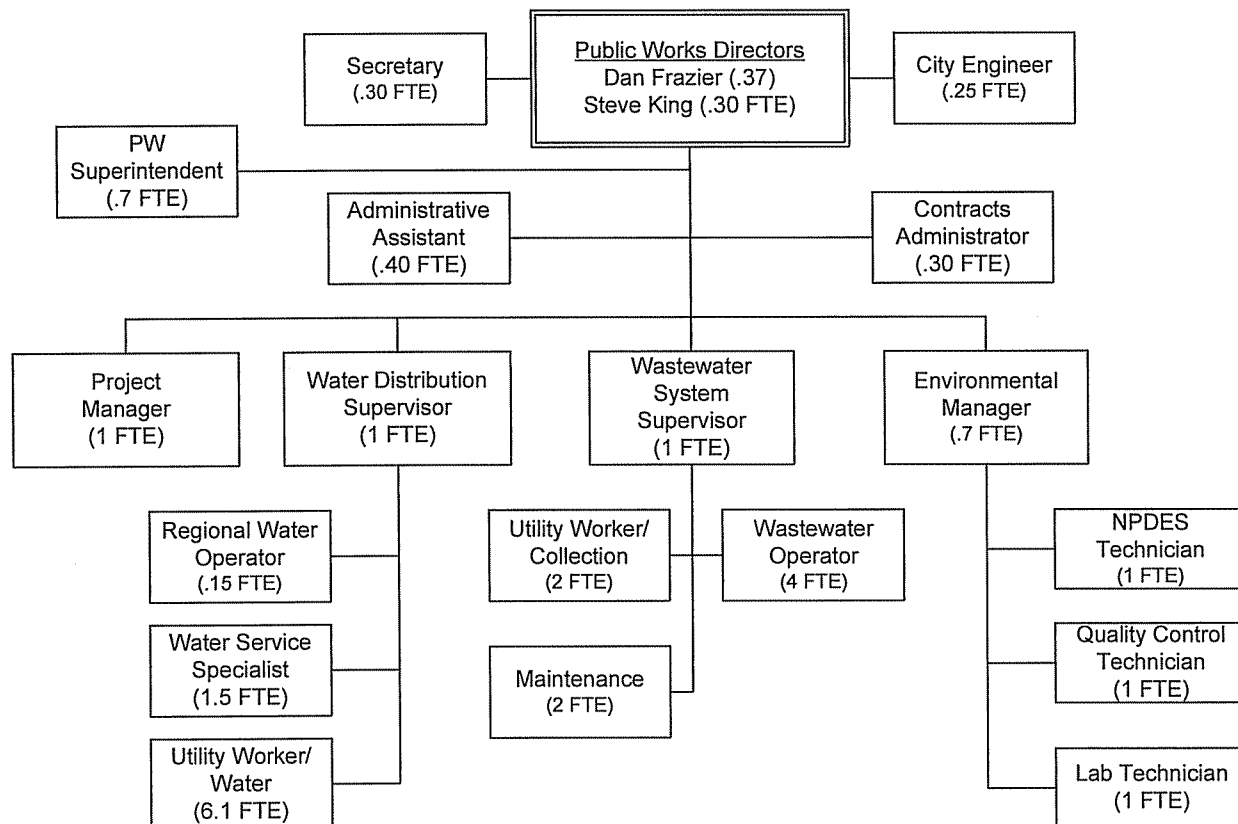 Public Works Directors
Dan Frazier (.37)
Steve King (.30 FTE)
Secretary
(.30 FTE)
City Engineer
(.25 FTE)
PW
Superintendent
(.7 FTE)
Administrative
Assistant
(.40 FTE)
Contracts
Administrator
(.30 FTE)
Project
Manager
(1 FTE)
Water Distribution
Supervisor
(1 FTE)
Wastewater
System
Supervisor
(1 FTE)
Environmental
Manager
(.7 FTE)
Regional Water
Operator
(.15 FTE)
Water Service
Specialist
(1.5 FTE)
Utility Worker/
Water
(6.1 FTE)
Utility Worker/
Collection
(2 FTE)
Wastewater
Operator
(4 FTE)
Maintenance
(2 FTE)
NPDES
Technician
(1 FTE)
Quality Control
Technician
(1 FTE)
Lab Technician
(1 FTE)